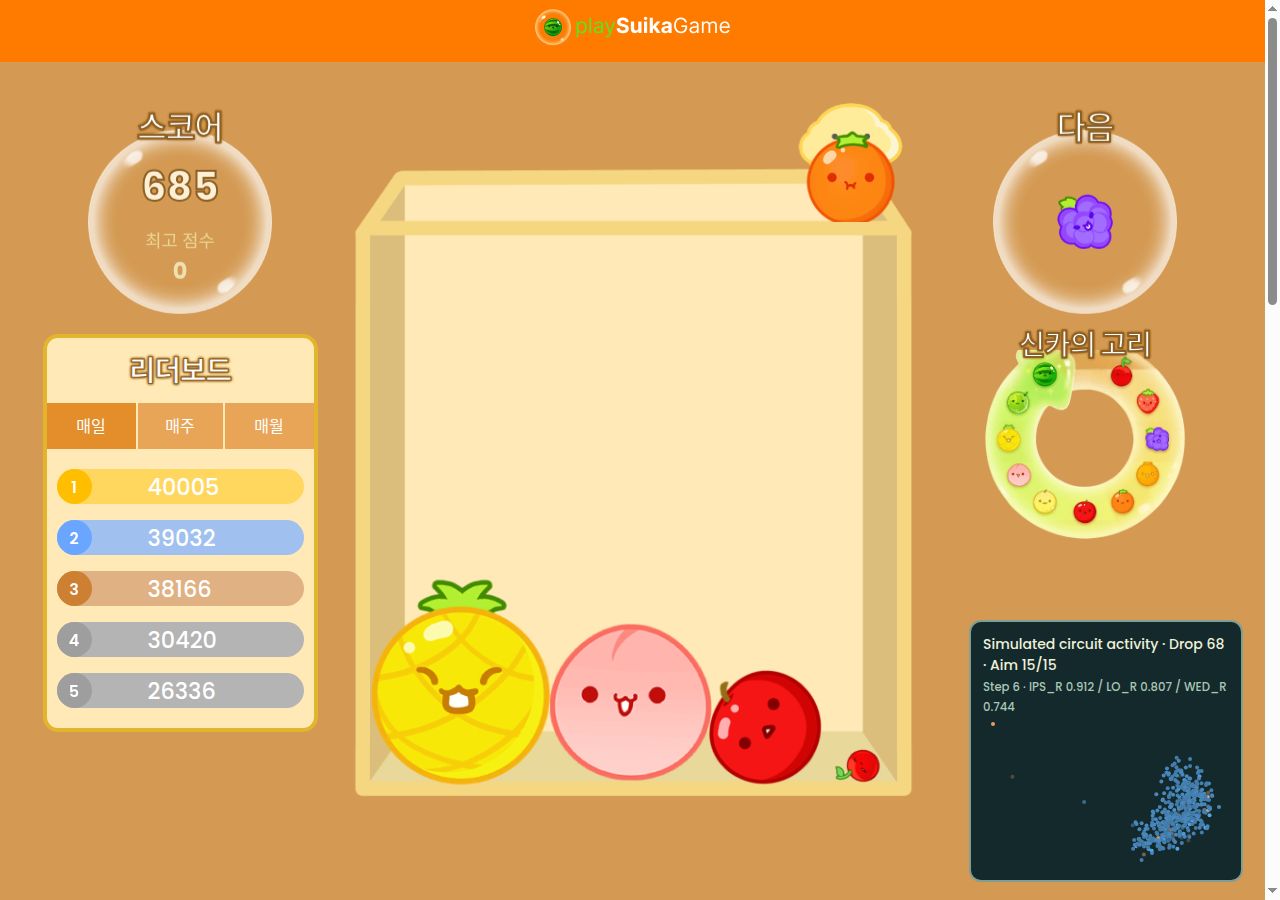 playSuikaGame
스코어
685
최고 점수
0
다음
신카의 고리
리더보드
매일 매주 매월
1 40005
2 39032
3 38166
4 30420
5 26336
Simulated circuit activity · Drop 68
· Aim 15/15
Step 6 · IPS_R 0.912 / LO_R 0.807 / WED_R
0.744